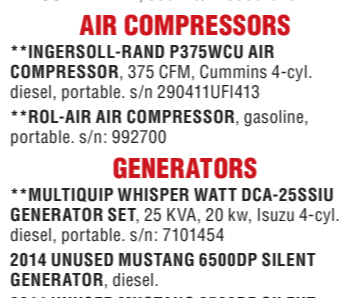 AIR COMPRESSORS
**INGERSOLL-RAND P375WCU AIR
COMPRESSOR, 375 CFM, Cummins 4-cyl.
diesel, portable. s/n 290411UFI413
**ROL-AIR AIR COMPRESSOR, gasoline,
portable. s/n: 992700
GENERATORS
**MULTIQUIP WHISPER WATT DCA-25SSIU
GENERATOR SET, 25 KVA, 20 kw, Isuzu 4-cyl.
diesel, portable. s/n: 7101454
2014 UNUSED MUSTANG 6500DP SILENT
GENERATOR, diesel.